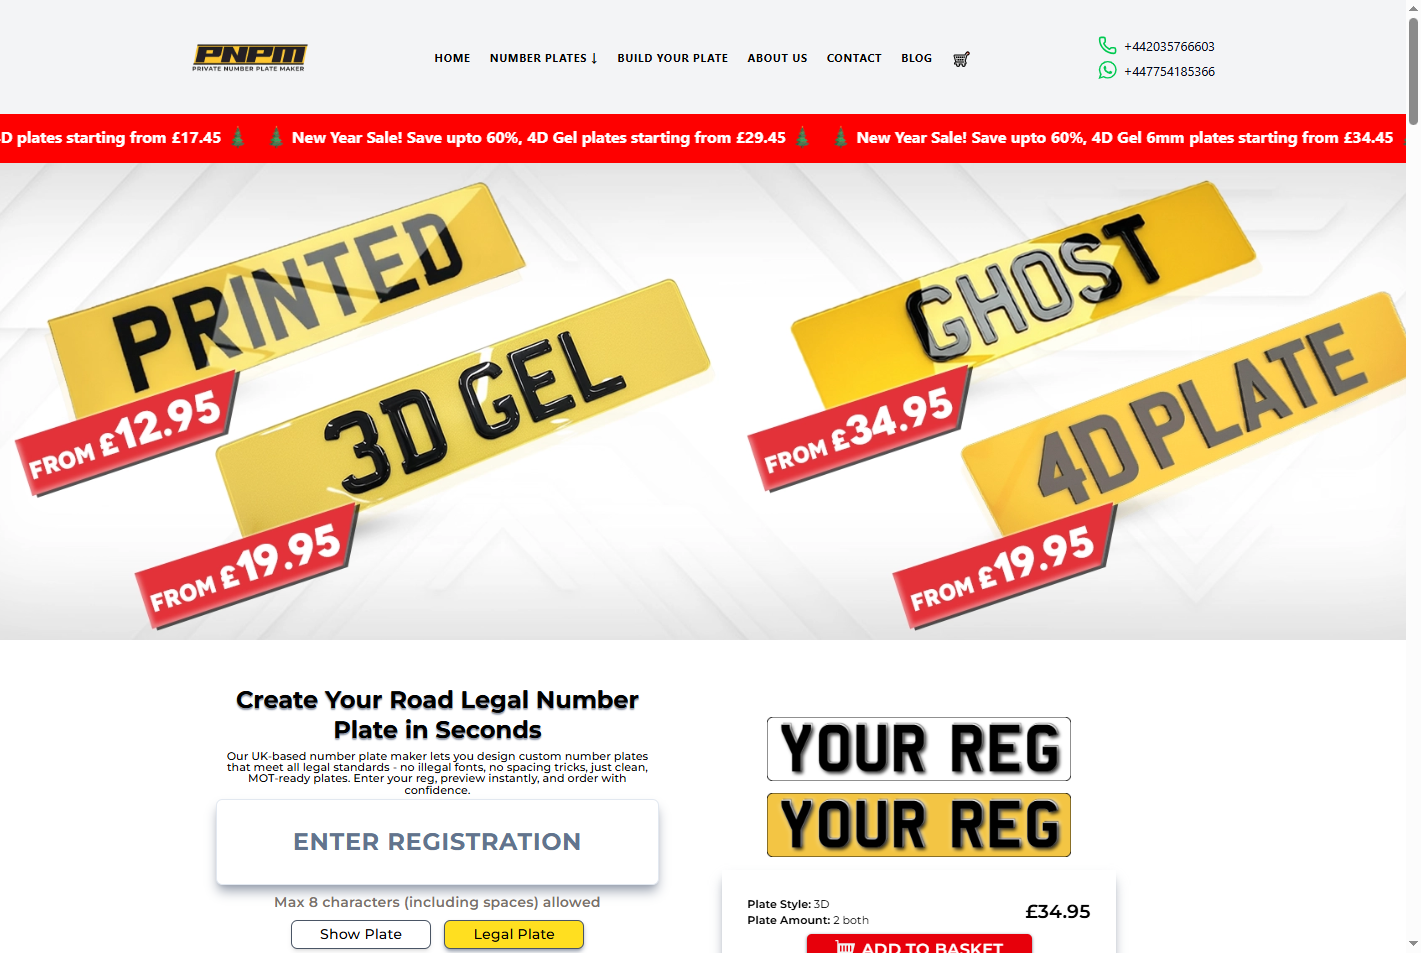 PNPM
PRIVATE NUMBER PLATE MAKER
HOME
NUMBER PLATES ↓
BUILD YOUR PLATE
ABOUT US
CONTACT
BLOG
+442035766603
+447754185366
D plates starting from £17.45 🎄 🎄 New Year Sale! Save upto 60%, 4D Gel plates starting from £29.45 🎄 🎄 New Year Sale! Save upto 60%, 4D Gel 6mm plates starting from £34.45
PRINTED
FROM £12.95
3D GEL
FROM £19.95
GHOST
FROM £34.95
4D PLATE
FROM £19.95
Create Your Road Legal Number
Plate in Seconds
Our UK-based number plate maker lets you design custom number plates
that meet all legal standards - no illegal fonts, no spacing tricks, just clean,
MOT-ready plates. Enter your reg, preview instantly, and order with
confidence.
ENTER REGISTRATION
Max 8 characters (including spaces) allowed
Show Plate
Legal Plate
YOUR REG
YOUR REG
Plate Style: 3D
Plate Amount: 2 both
£34.95
ADD TO BASKET